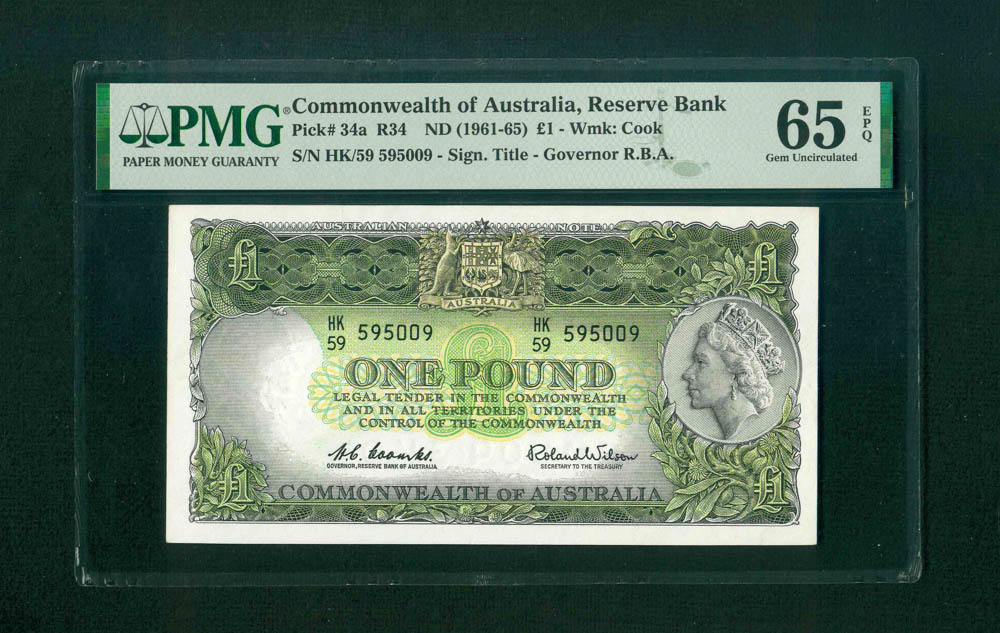 PMG®
PAPER MONEY GUARANTY
Commonwealth of Australia, Reserve Bank
Pick# 34a R34 ND (1961-65) £1 - Wmk: Cook
S/N HK/59 595009 - Sign. Title - Governor R.B.A.
65 EPQ
Gem Uncirculated
AUSTRALIAN NOTE
£1 £1
AUSTRALIA
HK 59 595009 HK 59 595009
£
ONE POUND
LEGAL TENDER IN THE COMMONWEALTH
AND IN ALL TERRITORIES UNDER THE
CONTROL OF THE COMMONWEALTH
H.C. Coombs. Roland Wilson
GOVERNOR, RESERVE BANK OF AUSTRALIA SECRETARY TO THE TREASURY
£1 £1
COMMONWEALTH OF AUSTRALIA